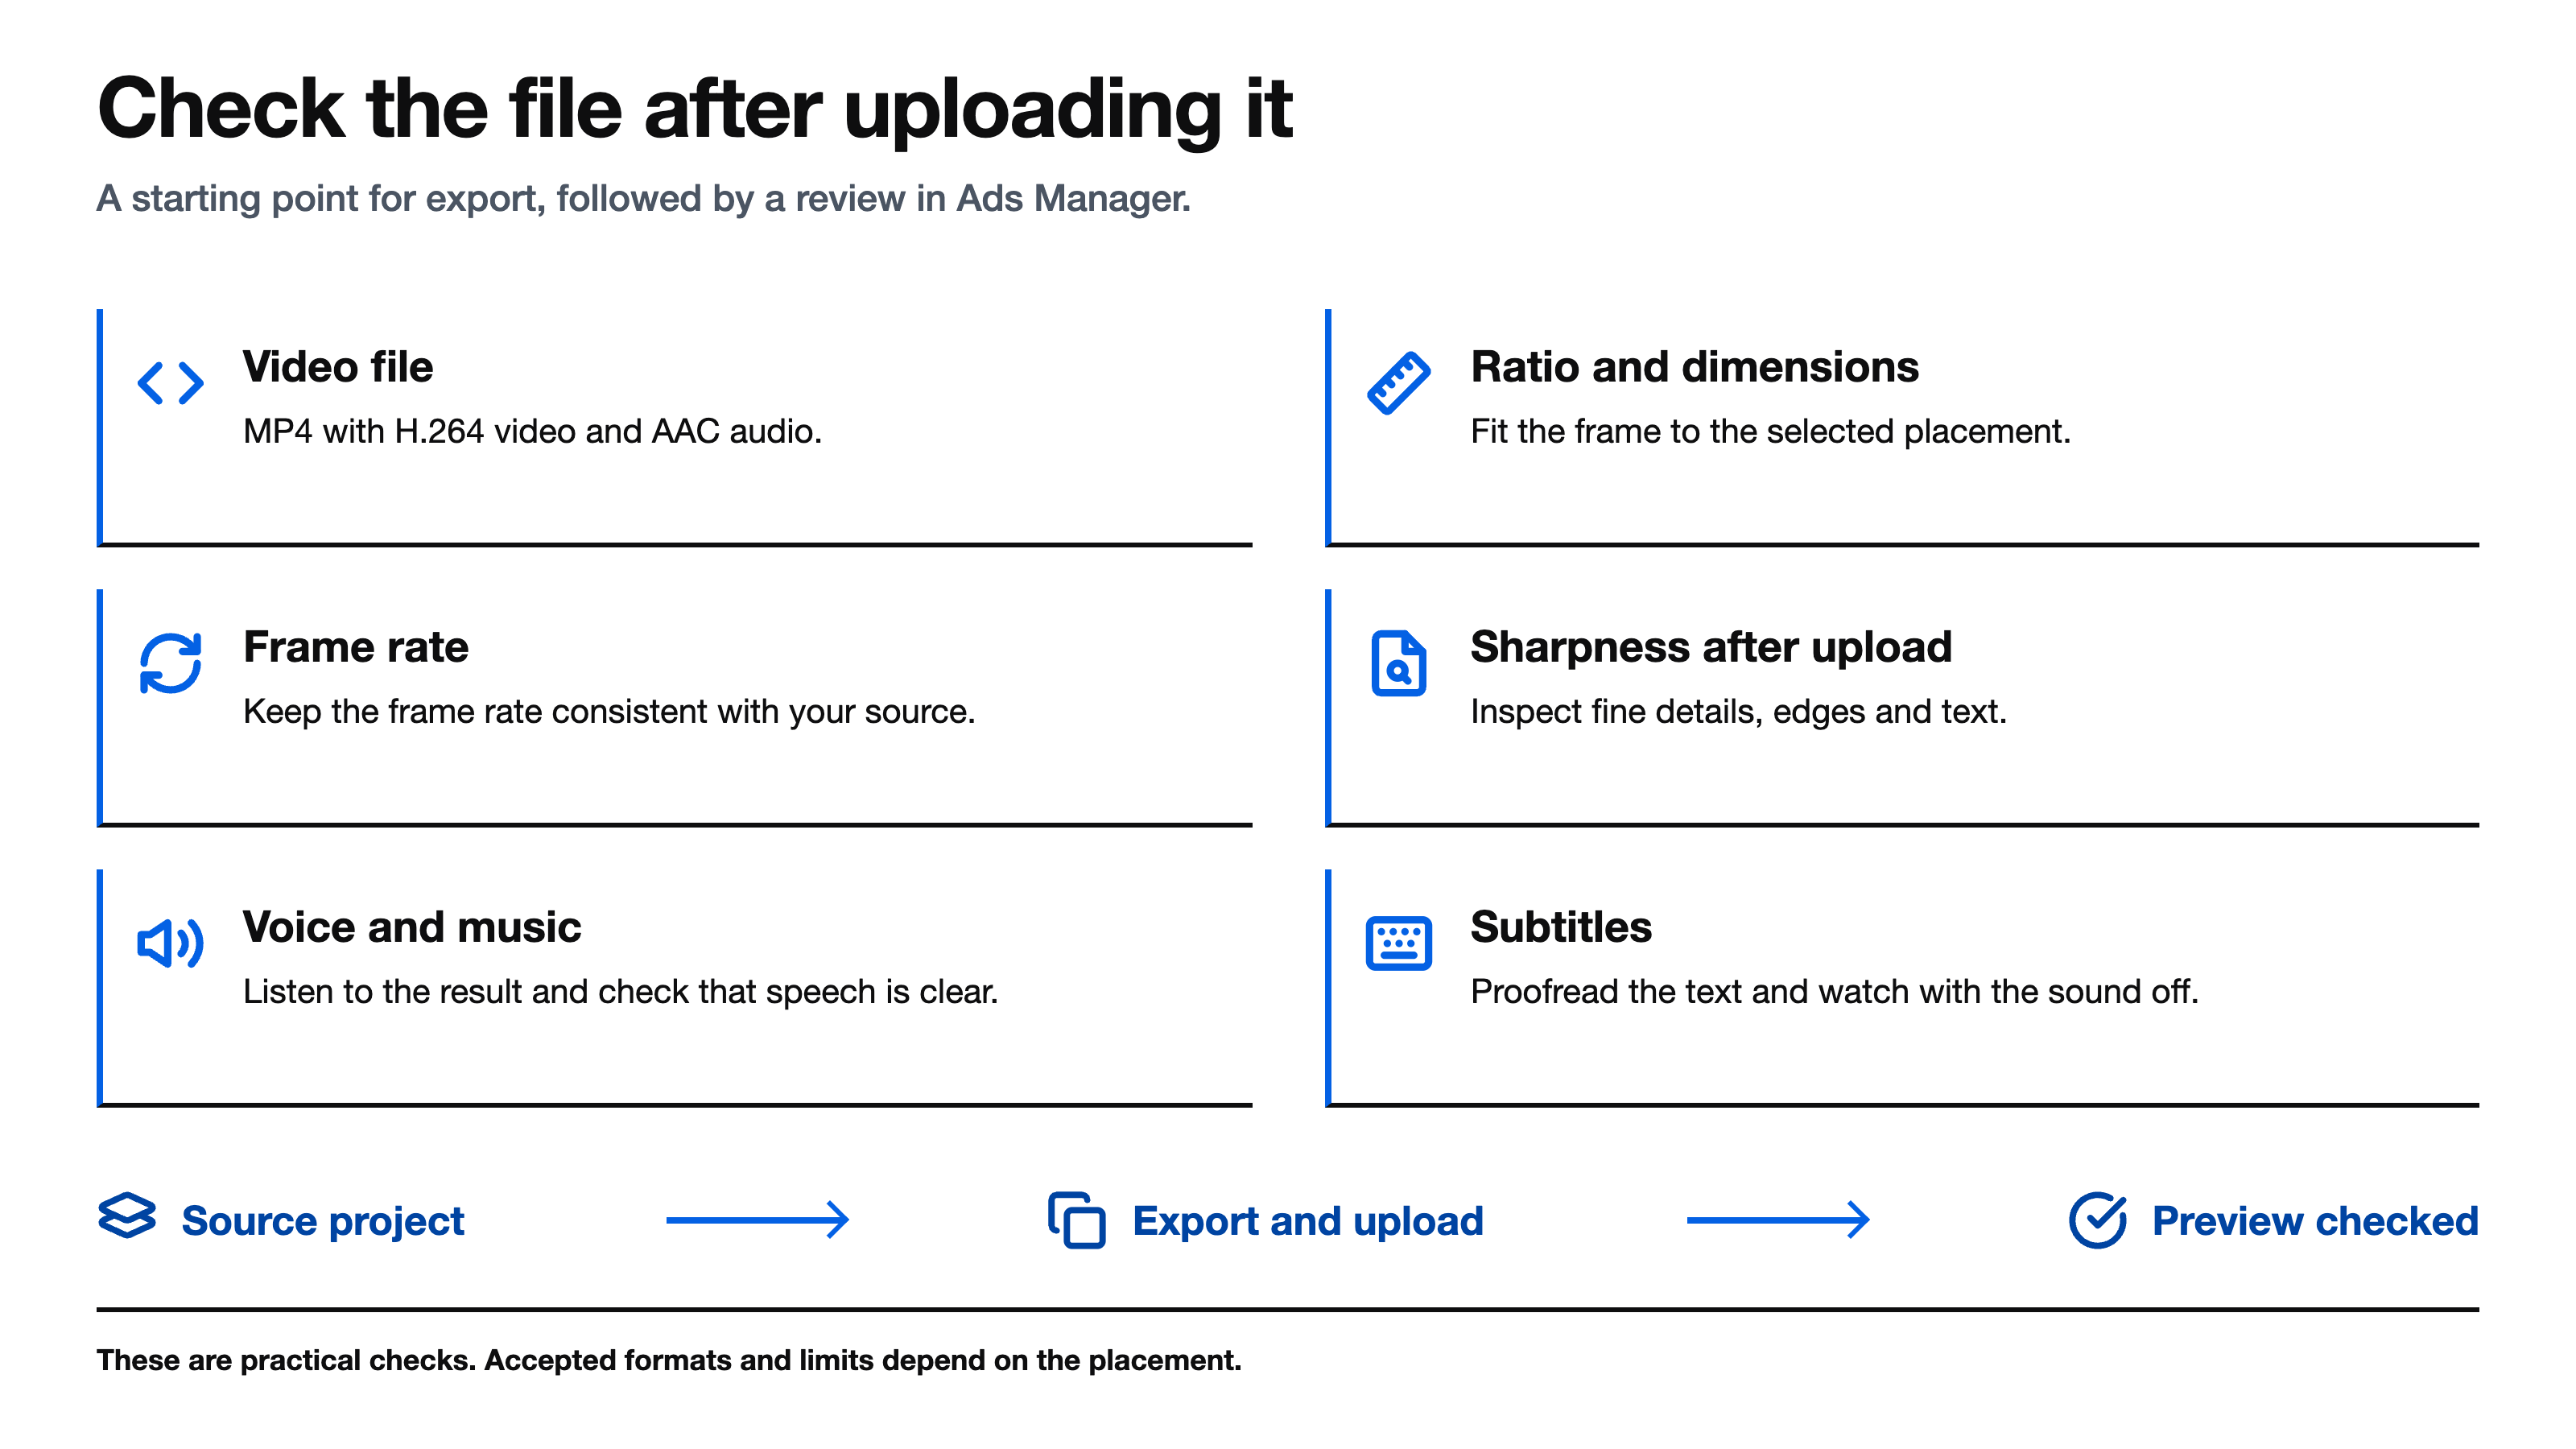 Check the file after uploading it
A starting point for export, followed by a review in Ads Manager.
Video file
MP4 with H.264 video and AAC audio.
Ratio and dimensions
Fit the frame to the selected placement.
Frame rate
Keep the frame rate consistent with your source.
Sharpness after upload
Inspect fine details, edges and text.
Voice and music
Listen to the result and check that speech is clear.
Subtitles
Proofread the text and watch with the sound off.
Source project
Export and upload
Preview checked
These are practical checks. Accepted formats and limits depend on the placement.